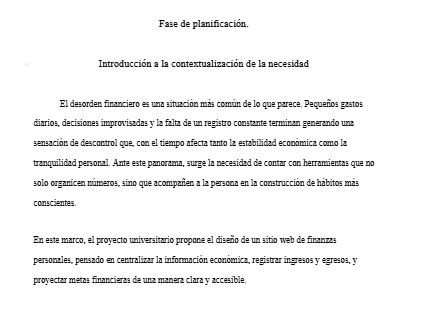 Fase de planificación.
Introducción a la contextualización de la necesidad
El desorden financiero es una situación más común de lo que parece. Pequeños gastos
diarios, decisiones improvisadas y la falta de un registro constante terminan generando una
sensación de descontrol que, con el tiempo afecta tanto la estabilidad económica como la
tranquilidad personal. Ante este panorama, surge la necesidad de contar con herramientas que no
solo organicen números, sino que acompañen a la persona en la construcción de hábitos más
conscientes.
En este marco, el proyecto universitario propone el diseño de un sitio web de finanzas
personales, pensado en centralizar la información económica, registrar ingresos y egresos, y
proyectar metas financieras de una manera clara y accesible.